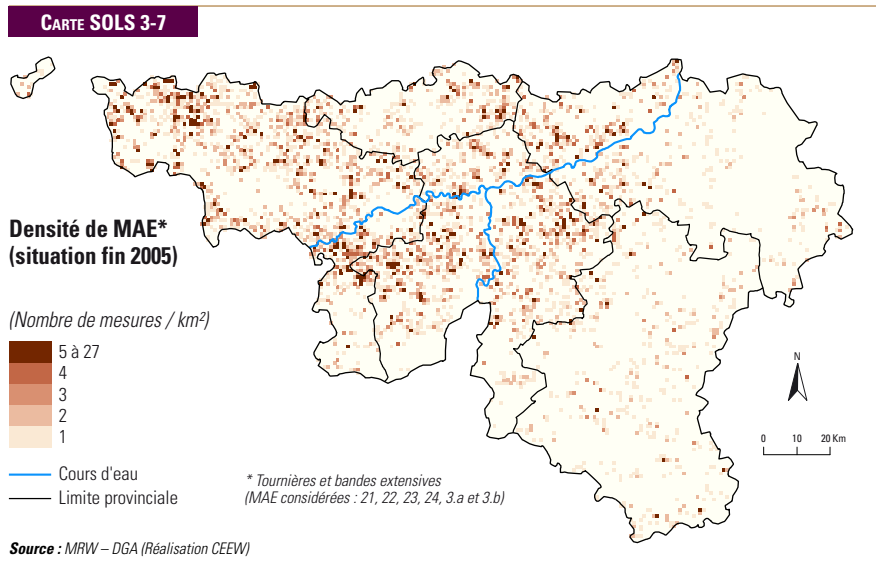 CARTE SOLS 3-7
Densité de MAE*
(situation fin 2005)
(Nombre de mesures / km²)
5 à 27
4
3
2
1
Cours d'eau
Limite provinciale
* Tournières et bandes extensives
(MAE considérées : 21, 22, 23, 24, 3.a et 3.b)
N
0 10 20 Km
Source : MRW – DGA (Réalisation CEEW)